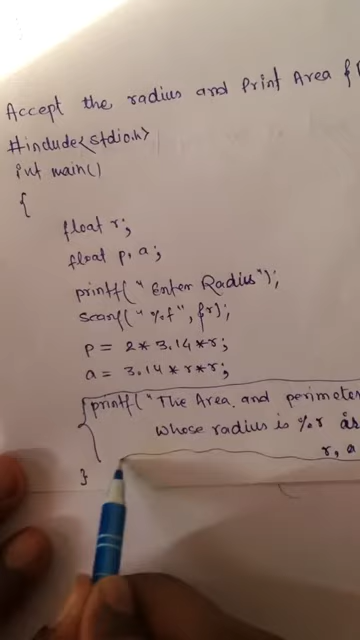 Accept the radius and Print Area &
#include<stdio.h>
int main()
{
float r;
float p, a;
printf("Enter Radius");
scanf("%f", &r);
p = 2*3.14*r;
a = 3.14*r*r;
printf("The Area and perimeter
whose radius is %r
r, a
}